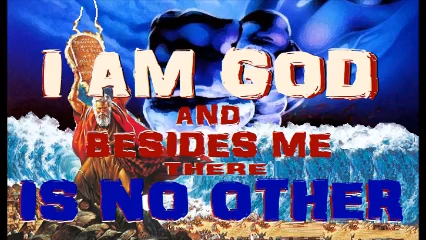 I AM GOD
AND
BESIDES ME
THERE
IS NO OTHER